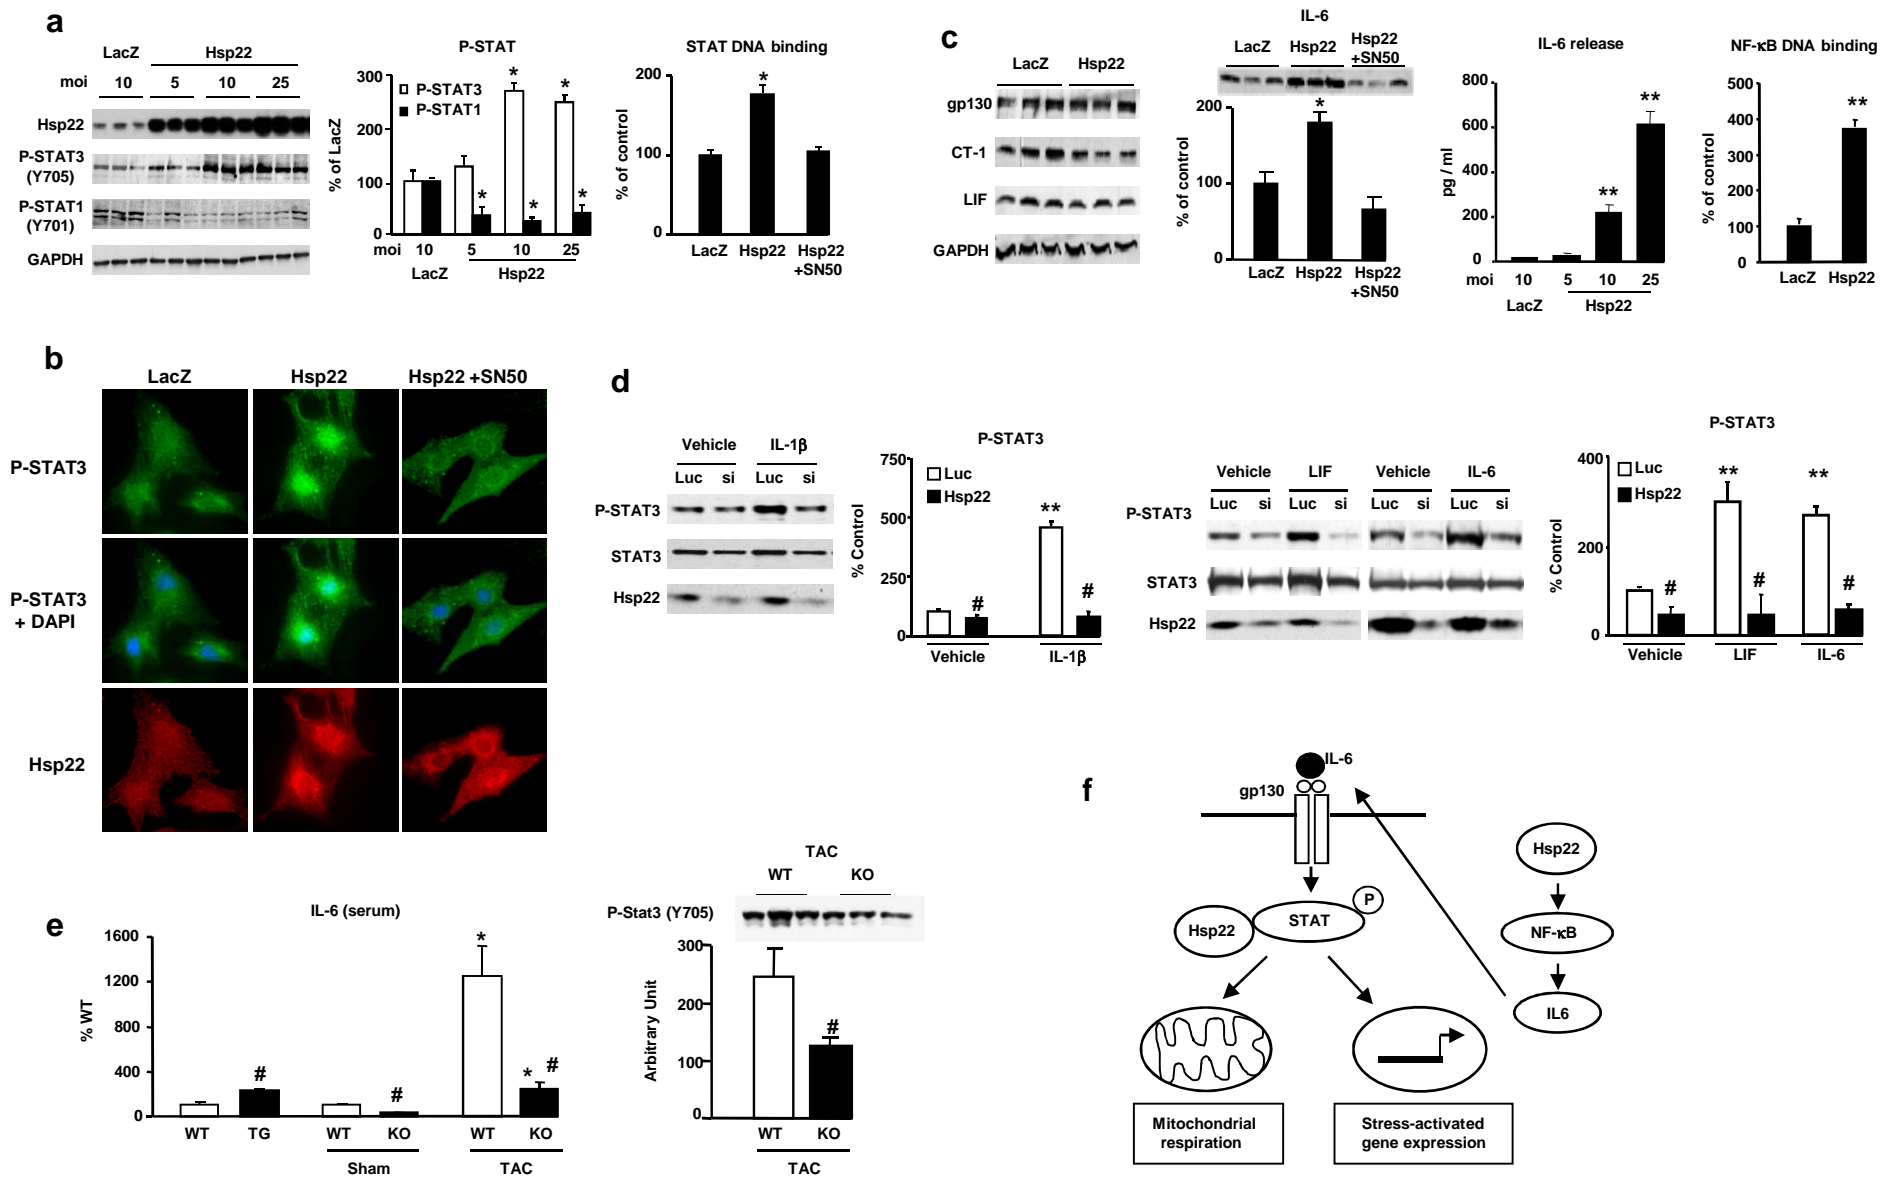 a
LacZ
Hsp22
moi
10
5
10
25
Hsp22
P-STAT3
(Y705)
P-STAT1
(Y701)
GAPDH
P-STAT
P-STAT3
P-STAT1
% of LacZ
300
200
100
0
*
*
*
*
*
moi
10
5
10
25
LacZ
Hsp22
STAT DNA binding
% of control
200
100
0
*
LacZ
Hsp22
Hsp22
+SN50
c
LacZ
Hsp22
gp130
CT-1
LIF
GAPDH
IL-6
LacZ
Hsp22
Hsp22
+SN50
% of control
200
100
0
*
LacZ
Hsp22
Hsp22
+SN50
IL-6 release
pg / ml
800
600
400
200
0
**
**
moi
10
5
10
25
LacZ
Hsp22
NF-κB DNA binding
% of control
500
400
300
200
100
0
**
LacZ
Hsp22
b
LacZ
Hsp22
Hsp22 +SN50
P-STAT3
P-STAT3
+ DAPI
Hsp22
d
Vehicle
IL-1β
Luc
si
Luc
si
P-STAT3
STAT3
Hsp22
P-STAT3
Luc
Hsp22
% Control
750
500
250
0
#
**
#
Vehicle
IL-1β
Vehicle
LIF
Vehicle
IL-6
Luc
si
Luc
si
Luc
si
Luc
si
P-STAT3
STAT3
Hsp22
P-STAT3
Luc
Hsp22
% Control
400
200
0
#
**
#
**
#
Vehicle
LIF
IL-6
e
IL-6 (serum)
% WT
1600
1200
800
400
0
#
#
*
*
#
WT
TG
WT
KO
WT
KO
Sham
TAC
TAC
WT
KO
P-Stat3 (Y705)
Arbitrary Unit
300
200
100
0
#
WT
KO
TAC
f
IL-6
gp130
Hsp22
STAT
P
Hsp22
NF-κB
IL6
Mitochondrial
respiration
Stress-activated
gene expression